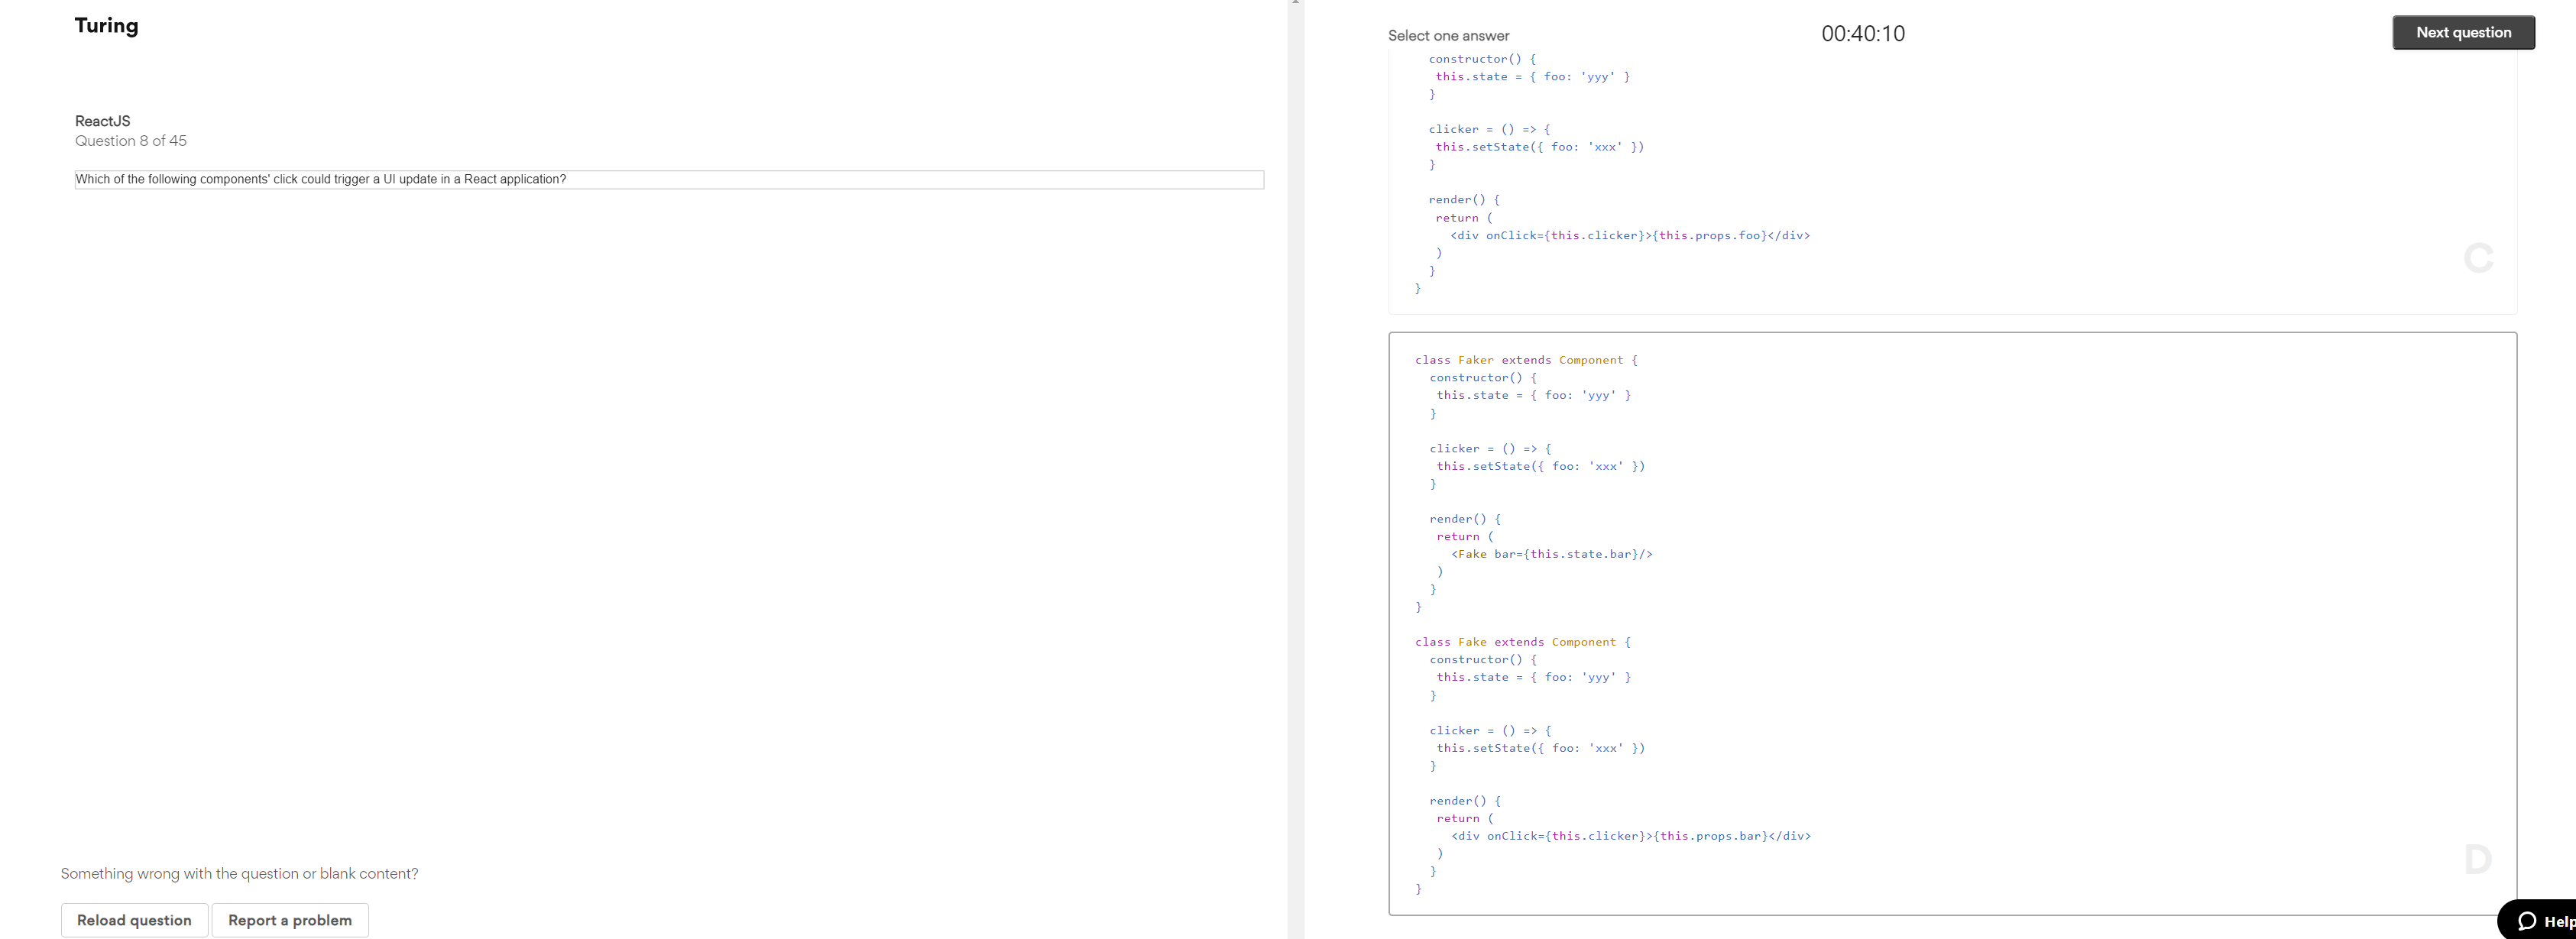 Turing
ReactJS
Question 8 of 45
Which of the following components' click could trigger a UI update in a React application?
Something wrong with the question or blank content?
Reload question
Report a problem
Select one answer
00:40:10
Next question
constructor() {
this.state = { foo: 'yyy' }
}
clicker = () => {
this.setState({ foo: 'xxx' })
}
render() {
return (
<div onClick={this.clicker}>{this.props.foo}</div>
)
}
}
C
class Faker extends Component {
constructor() {
this.state = { foo: 'yyy' }
}
clicker = () => {
this.setState({ foo: 'xxx' })
}
render() {
return (
<Fake bar={this.state.bar}/>
)
}
}
class Fake extends Component {
constructor() {
this.state = { foo: 'yyy' }
}
clicker = () => {
this.setState({ foo: 'xxx' })
}
render() {
return (
<div onClick={this.clicker}>{this.props.bar}</div>
)
}
}
D
Help